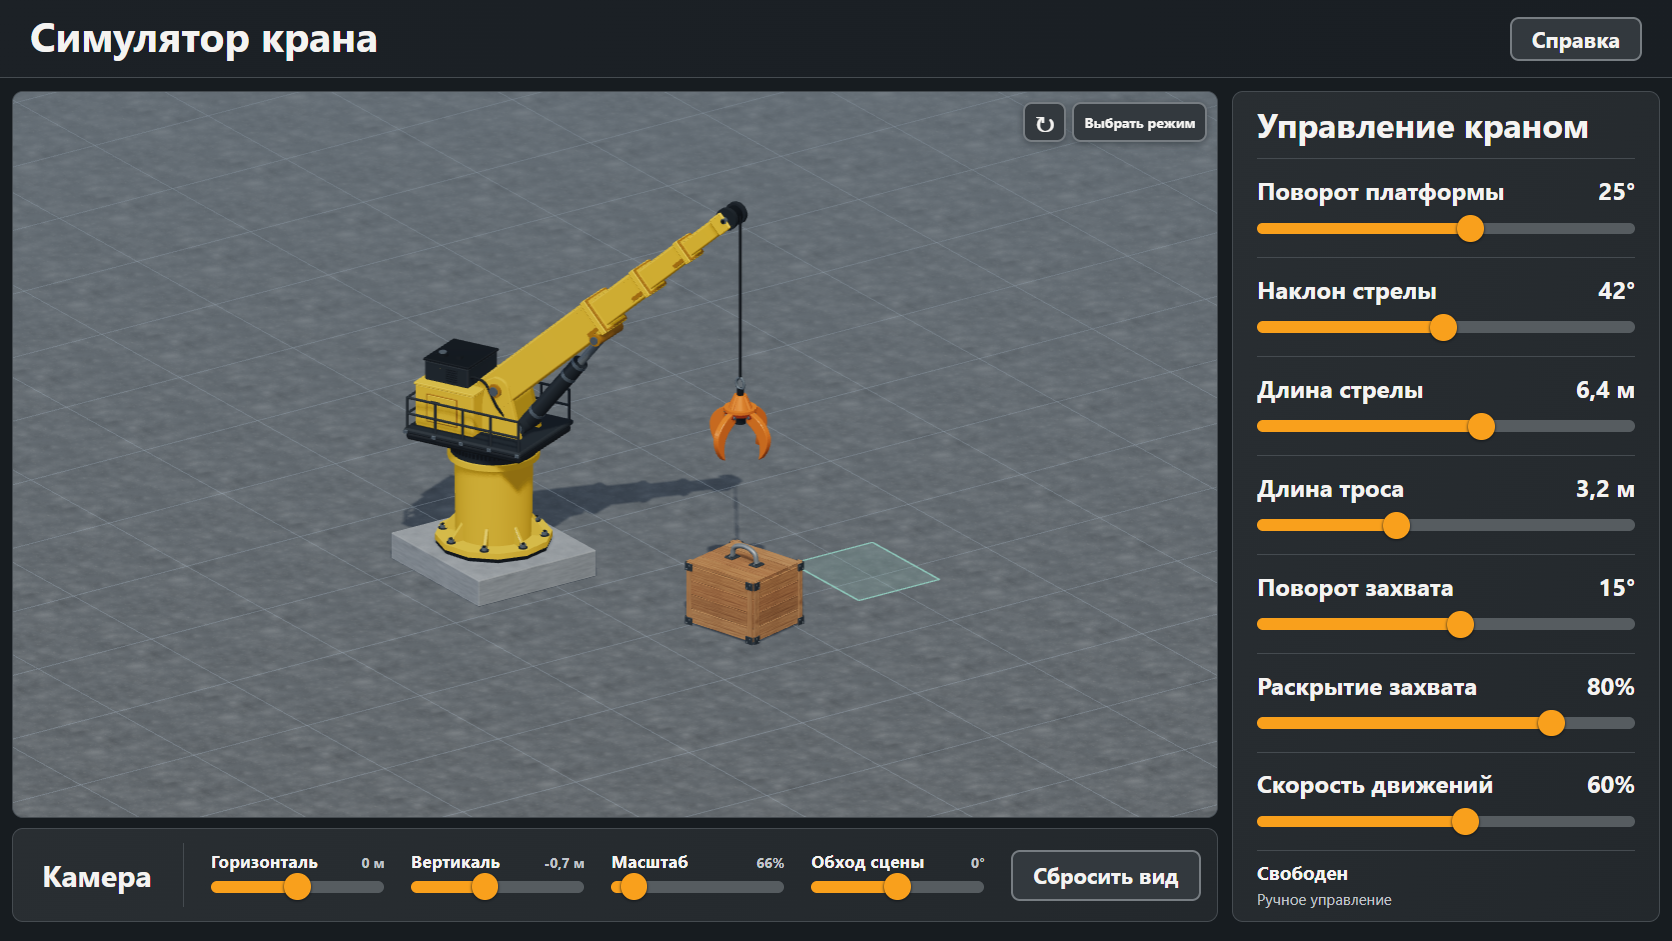 Симулятор крана
Справка
↻
Выбрать режим
Управление краном
Поворот платформы 25°
Наклон стрелы 42°
Длина стрелы 6,4 м
Длина троса 3,2 м
Поворот захвата 15°
Раскрытие захвата 80%
Скорость движений 60%
Свободен
Ручное управление
Камера
Горизонталь 0 м
Вертикаль -0,7 м
Масштаб 66%
Обход сцены 0°
Сбросить вид